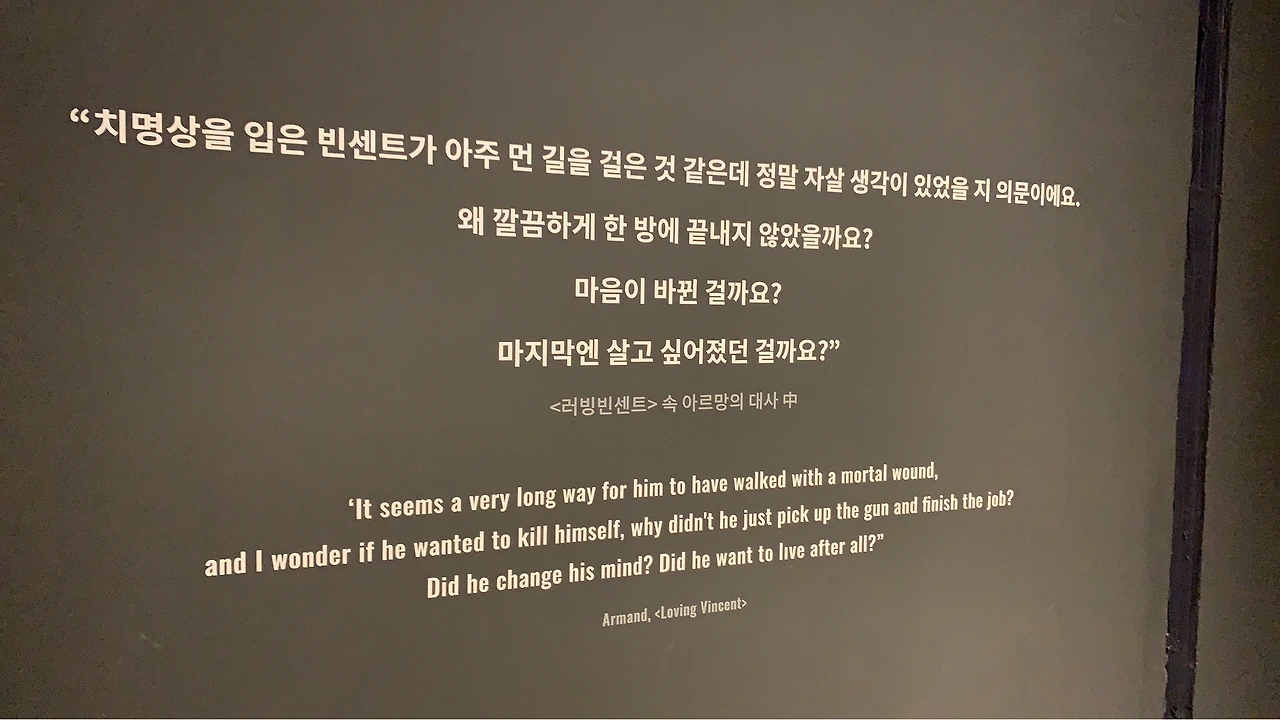 “치명상을 입은 빈센트가 아주 먼 길을 걸은 것 같은데 정말 자살 생각이 있었을 지 의문이에요.
왜 깔끔하게 한 방에 끝내지 않았을까요?
마음이 바뀐 걸까요?
마지막엔 살고 싶어졌던 걸까요?”
<러빙빈센트> 속 아르망의 대사 中
‘It seems a very long way for him to have walked with a mortal wound,
and I wonder if he wanted to kill himself, why didn't he just pick up the gun and finish the job?
Did he change his mind? Did he want to live after all?”
Armand, <Loving Vincent>